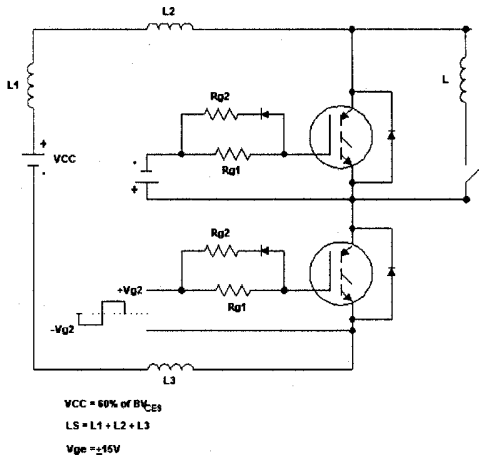 L2
L1
L
Rg2
+
VCC
-
-
+
Rg1
Rg2
+Vg2
Rg1
-Vg2
L3
VCC = 60% of BVCES
LS = L1 + L2 + L3
Vge = ±15V